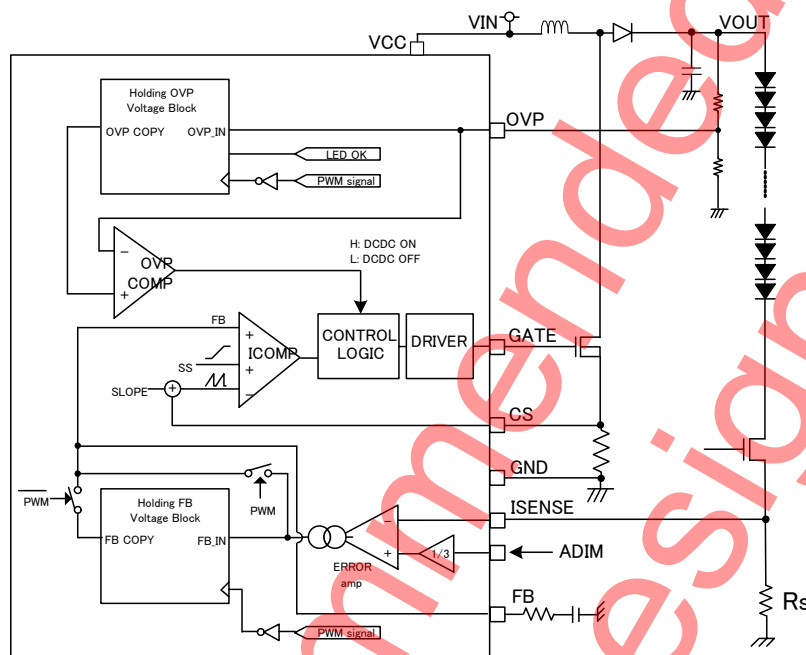 VIN
VOUT
VCC
Holding OVP
Voltage Block
OVP COPY
OVP_IN
OVP
LED OK
PWM signal
H: DCDC ON
L: DCDC OFF
−
OVP
COMP
+
FB
+
ICOMP
SS
+
SLOPE
+
−
CONTROL
LOGIC
DRIVER
GATE
CS
GND
PWM
PWM
Holding FB
Voltage Block
FB COPY
FB_IN
−
+
ERROR
amp
1/3
ISENSE
ADIM
FB
Rs
PWM signal
mmended
esign